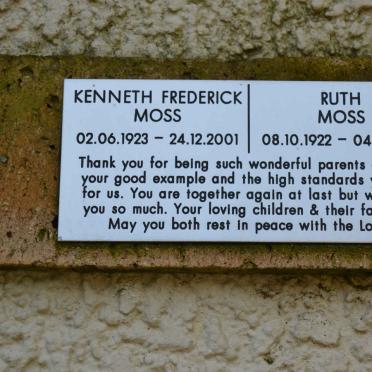 KENNETH FREDERICK MOSS
02.06.1923 – 24.12.2001
RUTH
MOSS
08.10.1922 – 04
Thank you for being such wonderful parents
your good example and the high standards
for us. You are together again at last but
you so much. Your loving children & their
May you both rest in peace with the